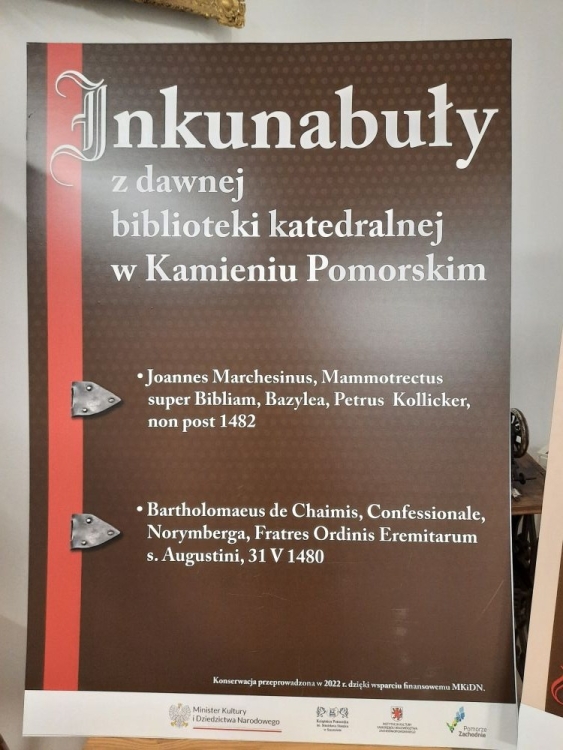 Inkunabuły
z dawnej
biblioteki katedralnej
w Kamieniu Pomorskim
• Joannes Marchesinus, Mammotrectus
super Bibliam, Bazylea, Petrus Kollicker,
non post 1482
• Bartholomaeus de Chaimis, Confessionale,
Norymberga, Fratres Ordinis Eremitarum
s. Augustini, 31 V 1480
Konserwacja przeprowadzona w 2022 r. dzięki wsparciu finansowemu MKiDN.
Minister Kultury
i Dziedzictwa Narodowego
Książnica Pomorska
Pomorze
Zachodnie